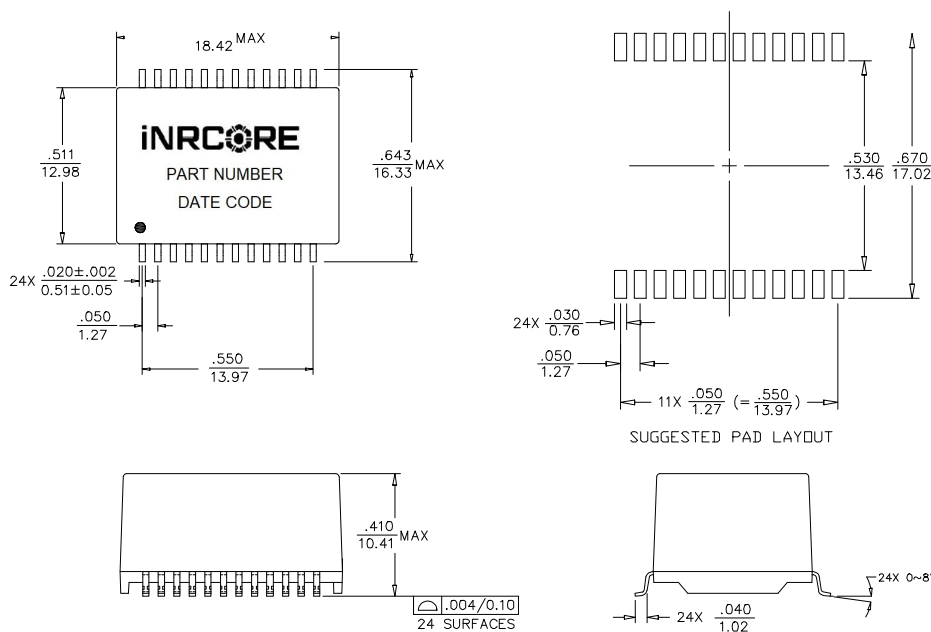 18.42 MAX
.511
12.98
iNRCORE
PART NUMBER
DATE CODE
.643
16.33 MAX
24X .020±.002
0.51±0.05
.050
1.27
.550
13.97
.530
13.46
.670
17.02
24X .030
0.76
.050
1.27
11X .050
1.27
(= .550
13.97 )
SUGGESTED PAD LAYOUT
.410
10.41 MAX
.004/0.10
24 SURFACES
24X .040
1.02
24X 0~8°